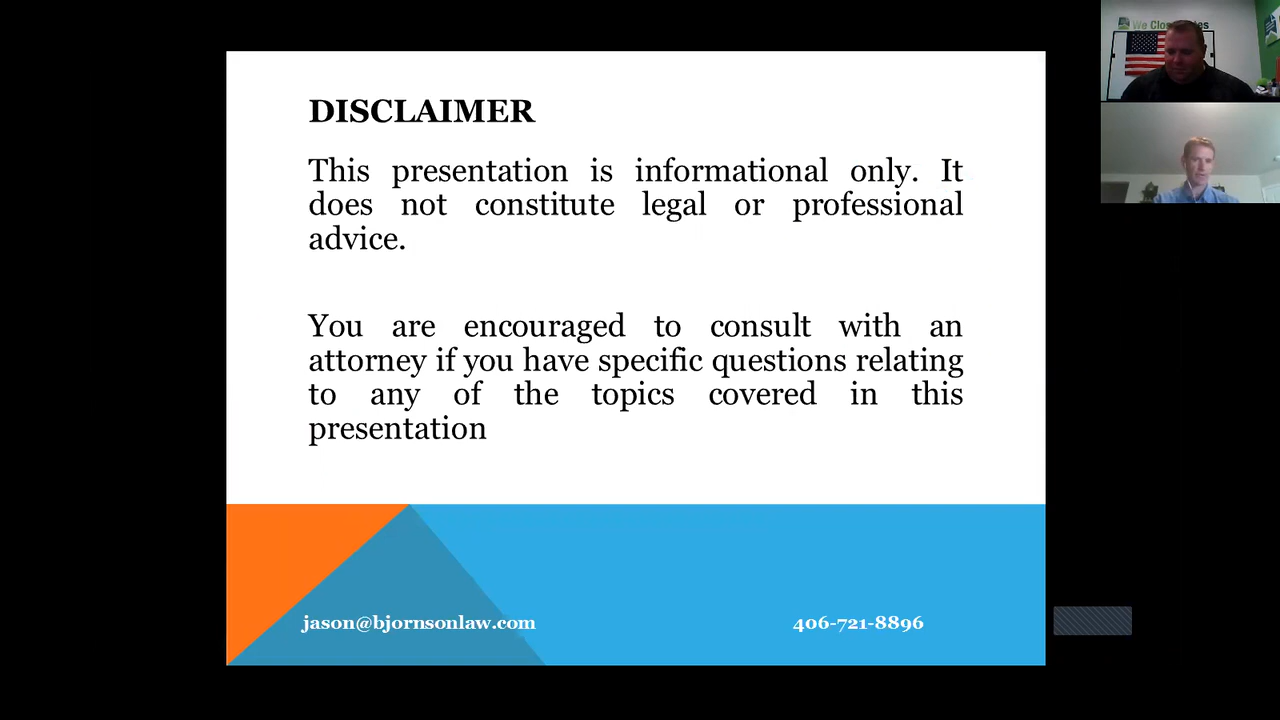 DISCLAIMER
This presentation is informational only. It
does not constitute legal or professional
advice.
You are encouraged to consult with an
attorney if you have specific questions relating
to any of the topics covered in this
presentation
jason@bjornsonlaw.com
406-721-8896